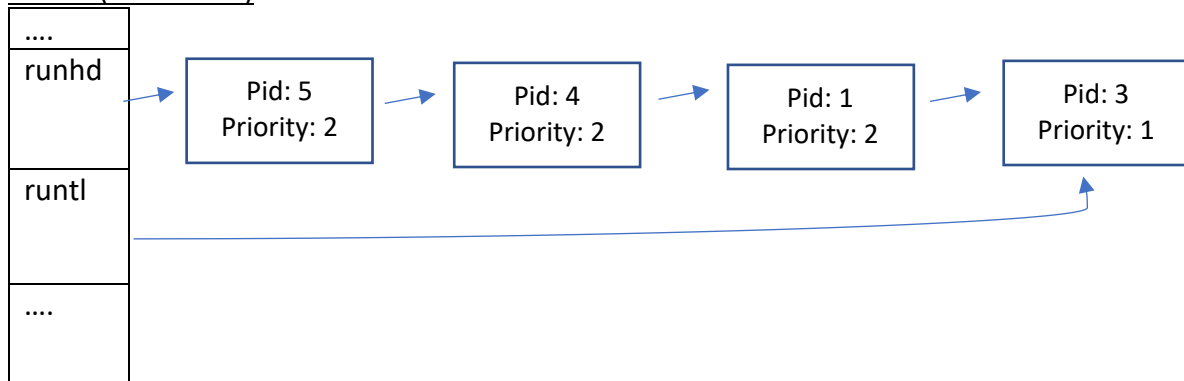 ....
runhd
Pid: 5
Priority: 2
Pid: 4
Priority: 2
Pid: 1
Priority: 2
Pid: 3
Priority: 1
runtl
....